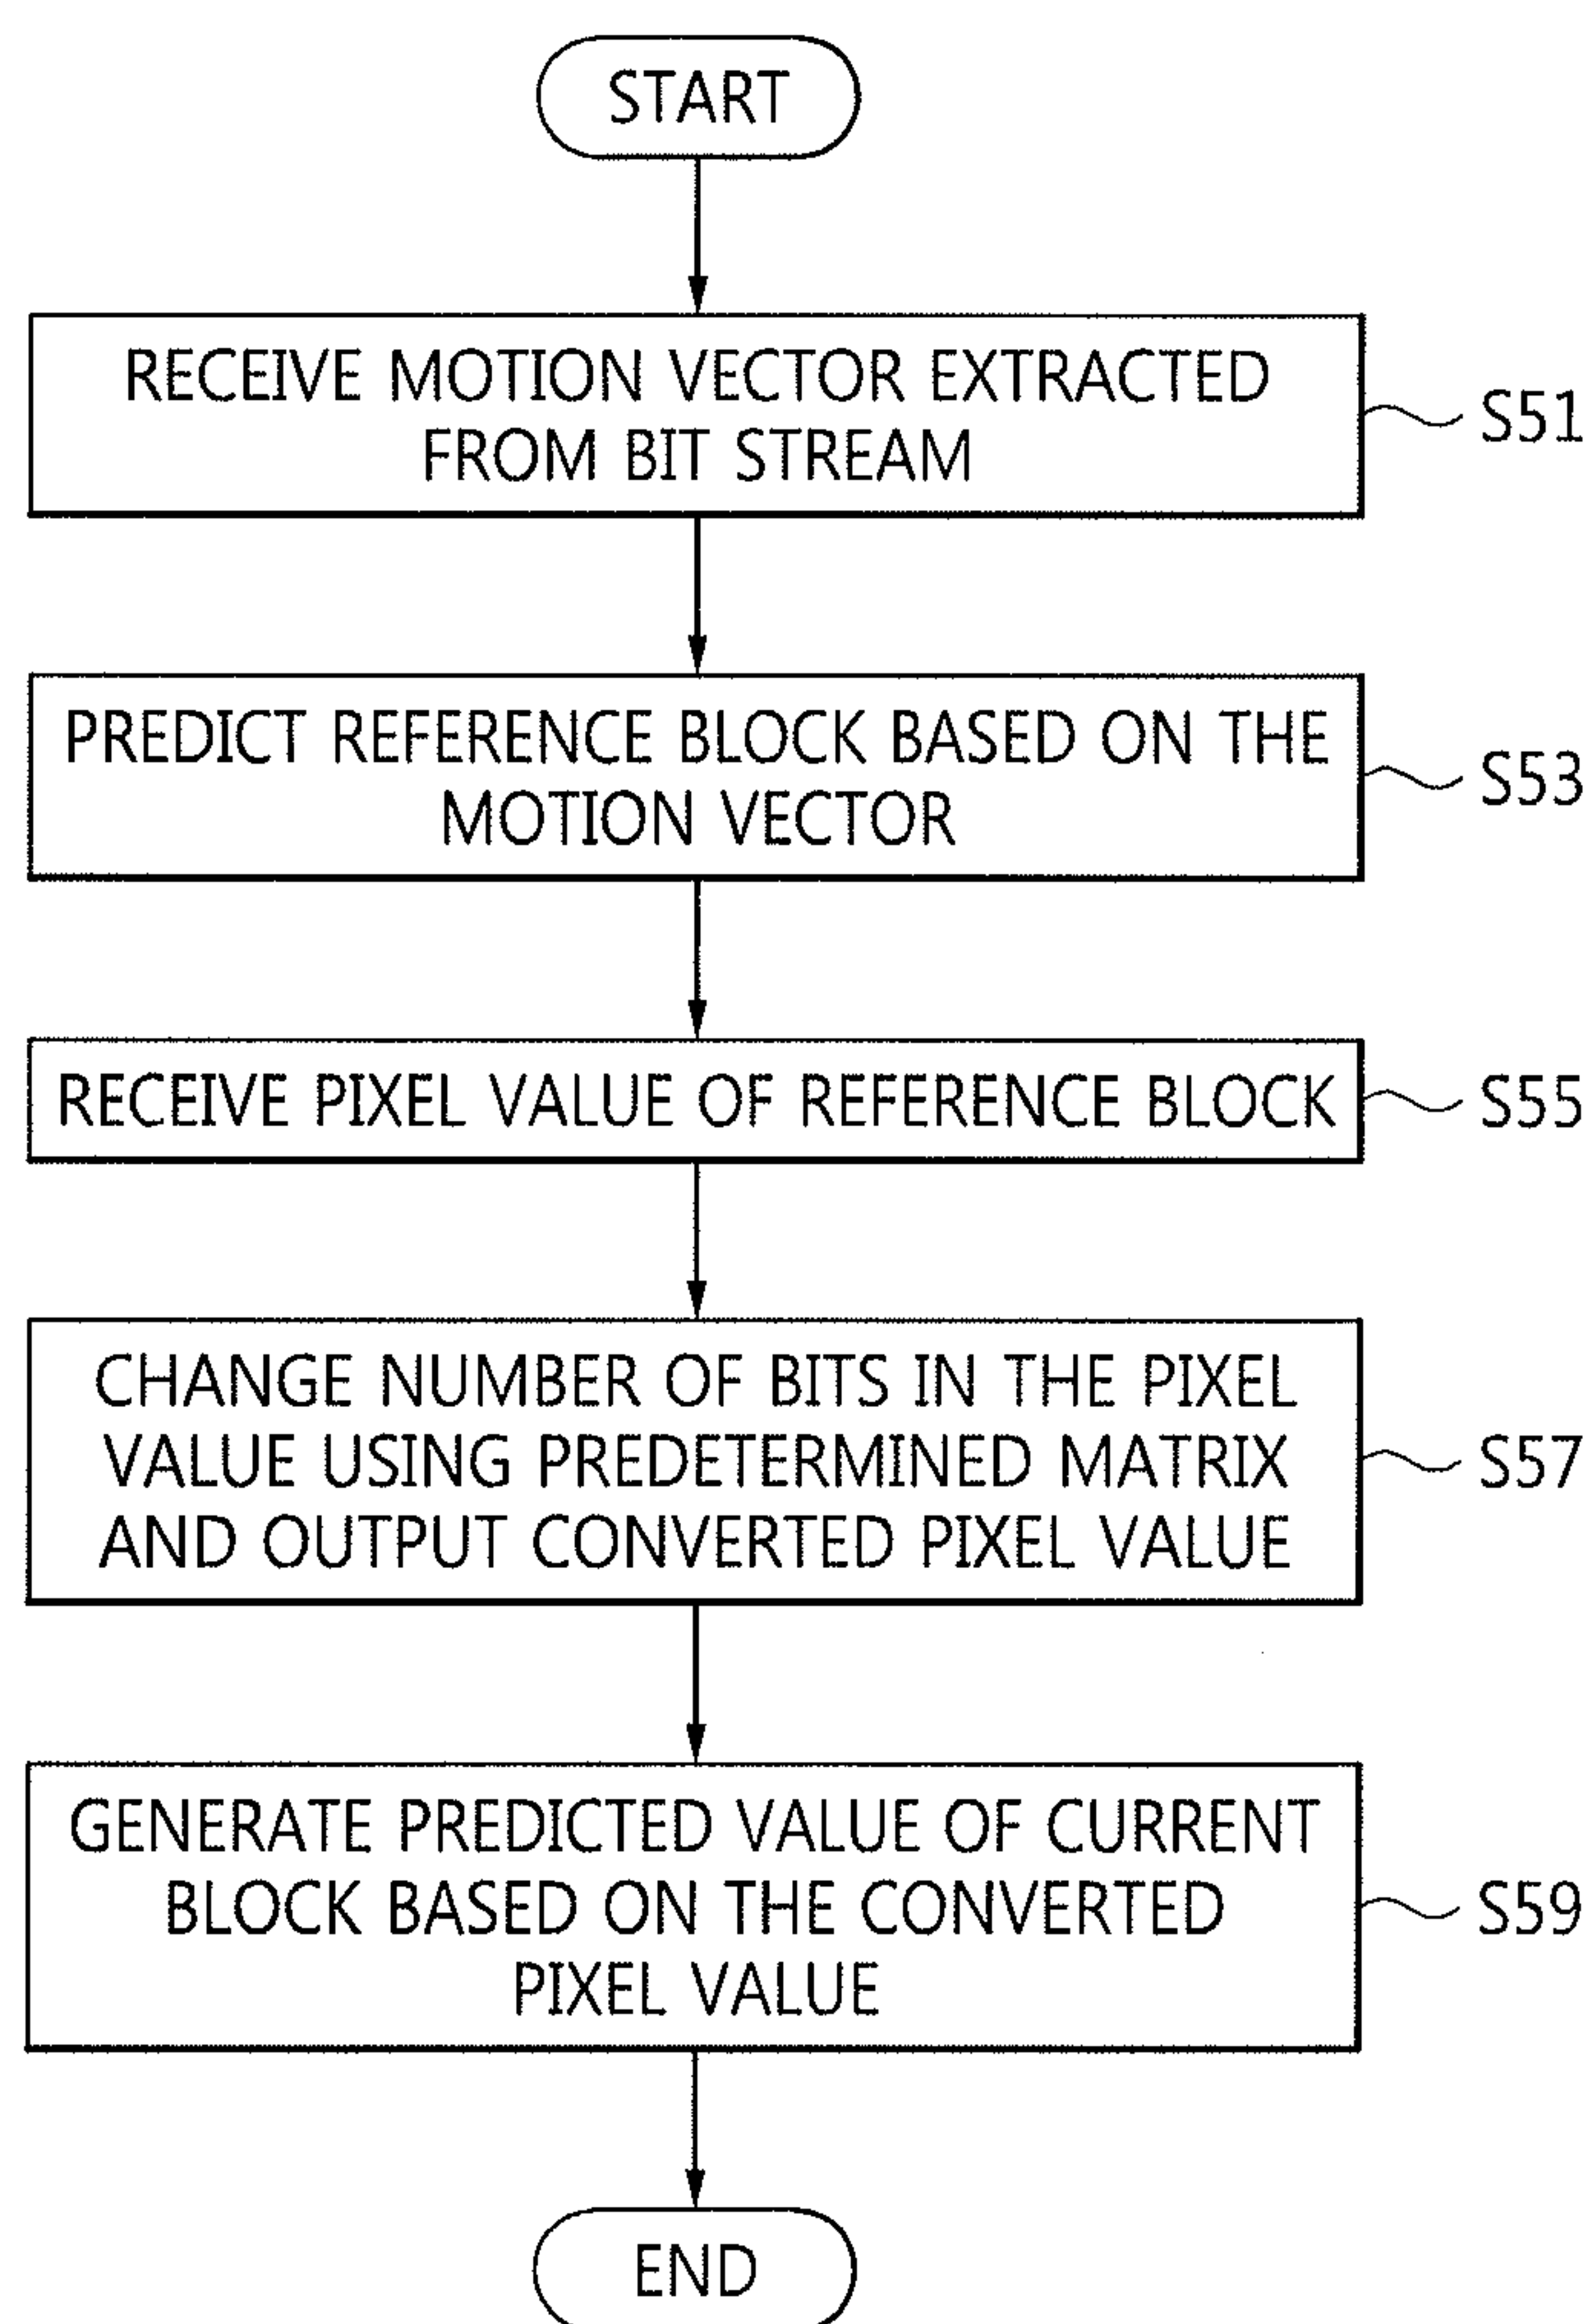 START
RECEIVE MOTION VECTOR EXTRACTED
FROM BIT STREAM
S51
PREDICT REFERENCE BLOCK BASED ON THE
MOTION VECTOR
S53
RECEIVE PIXEL VALUE OF REFERENCE BLOCK
S55
CHANGE NUMBER OF BITS IN THE PIXEL
VALUE USING PREDETERMINED MATRIX
AND OUTPUT CONVERTED PIXEL VALUE
S57
GENERATE PREDICTED VALUE OF CURRENT
BLOCK BASED ON THE CONVERTED
PIXEL VALUE
S59
END